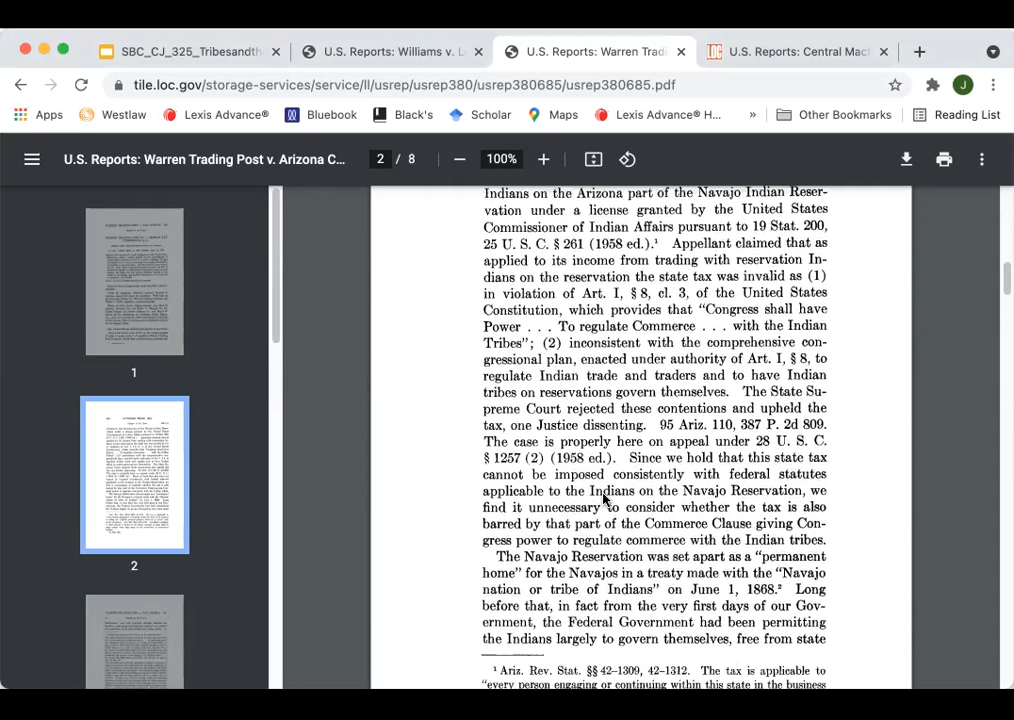 SBC_CJ_325_Tribesandth
U.S. Reports: Williams v. L
U.S. Reports: Warren Tradi
LOC
U.S. Reports: Central Mac
tile.loc.gov/storage-services/service/ll/usrep/usrep380/usrep380685/usrep380685.pdf
J
Apps
Westlaw
Lexis Advance®
Bluebook
Black's
Scholar
Maps
Lexis Advance® H...
»
Other Bookmarks
Reading List
U.S. Reports: Warren Trading Post v. Arizona C...
2 / 8
100%
1
2
Indians on the Arizona part of the Navajo Indian Reser-
vation under a license granted by the United States
Commissioner of Indian Affairs pursuant to 19 Stat. 200,
25 U. S. C. § 261 (1958 ed.).¹ Appellant claimed that as
applied to its income from trading with reservation In-
dians on the reservation the state tax was invalid as (1)
in violation of Art. I, § 8, cl. 3, of the United States
Constitution, which provides that “Congress shall have
Power . . . To regulate Commerce . . . with the Indian
Tribes”; (2) inconsistent with the comprehensive con-
gressional plan, enacted under authority of Art. I, § 8, to
regulate Indian trade and traders and to have Indian
tribes on reservations govern themselves. The State Su-
preme Court rejected these contentions and upheld the
tax, one Justice dissenting. 95 Ariz. 110, 387 P. 2d 809.
The case is properly here on appeal under 28 U. S. C.
§ 1257 (2) (1958 ed.). Since we hold that this state tax
cannot be imposed consistently with federal statutes
applicable to the Indians on the Navajo Reservation, we
find it unnecessary to consider whether the tax is also
barred by that part of the Commerce Clause giving Con-
gress power to regulate commerce with the Indian tribes.
The Navajo Reservation was set apart as a “permanent
home” for the Navajos in a treaty made with the “Navajo
nation or tribe of Indians” on June 1, 1868.² Long
before that, in fact from the very first days of our Gov-
ernment, the Federal Government had been permitting
the Indians largely to govern themselves, free from state
¹ Ariz. Rev. Stat. §§ 42–1309, 42–1312. The tax is applicable to
“every person engaging or continuing within this state in the business